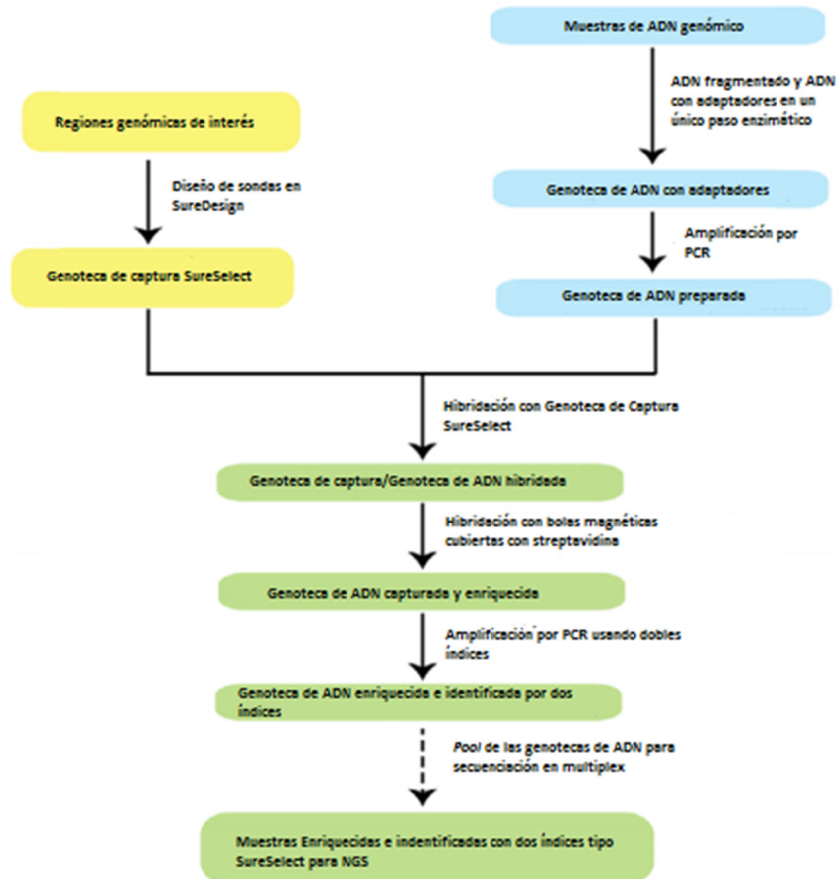 Muestras de ADN genómico
ADN fragmentado y ADN
con adaptadores en un
único paso enzimático
Regiones genómicas de interés
Diseño de sondas en
SureDesign
Genoteca de ADN con adaptadores
Amplificación por
PCR
Genoteca de captura SureSelect
Genoteca de ADN preparada
Hibridación con Genoteca de Captura
SureSelect
Genoteca de captura/Genoteca de ADN hibridada
Hibridación con bolas magnéticas
cubiertas con streptavidina
Genoteca de ADN capturada y enriquecida
Amplificación por PCR usando dobles
índices
Genoteca de ADN enriquecida e identificada por dos
índices
Pool de las genotecas de ADN para
secuenciación en multiplex
Muestras Enriquecidas e indentificadas con dos índices tipo
SureSelect para NGS